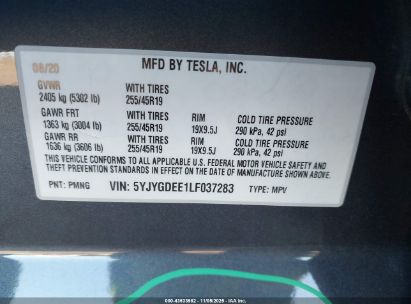 08/20 MFD BY TESLA, INC.
GVWR WITH TIRES
2405 kg (5302 lb) 255/45R19
GAWR FRT WITH TIRES RIM COLD TIRE PRESSURE
1363 kg (3004 lb) 255/45R19 19X9.5J 290 kPa, 42 psi
GAWR RR WITH TIRES RIM COLD TIRE PRESSURE
1636 kg (3606 lb) 255/45R19 19X9.5J 290 kPa, 42 psi
THIS VEHICLE CONFORMS TO ALL APPLICABLE U.S. FEDERAL MOTOR VEHICLE SAFETY AND
THEFT PREVENTION STANDARDS IN EFFECT ON THE DATE OF MANUFACTURE SHOWN ABOVE.
PNT: PMNG VIN: 5YJYGDEE1LF037283 TYPE: MPV